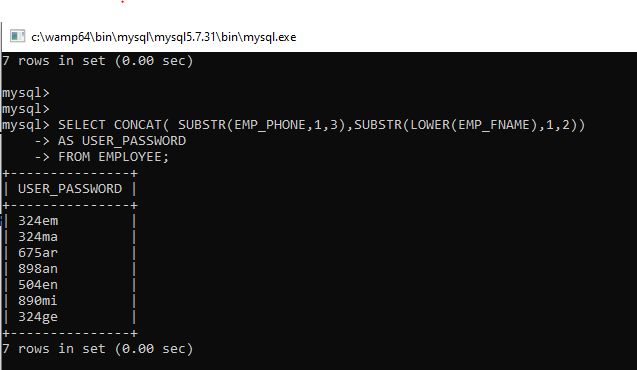 c:\wamp64\bin\mysql\mysql5.7.31\bin\mysql.exe
7 rows in set (0.00 sec)
mysql>
mysql>
mysql> SELECT CONCAT( SUBSTR(EMP_PHONE,1,3),SUBSTR(LOWER(EMP_FNAME),1,2))
    -> AS USER_PASSWORD
    -> FROM EMPLOYEE;
+---------------+
| USER_PASSWORD |
+---------------+
| 324em         |
| 324ma         |
| 675ar         |
| 898an         |
| 504en         |
| 890mi         |
| 324ge         |
+---------------+
7 rows in set (0.00 sec)